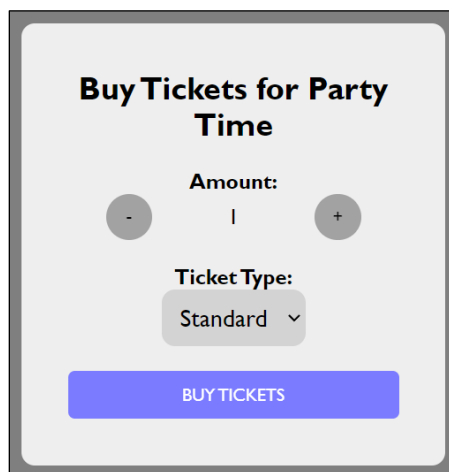 Buy Tickets for Party
Time
Amount:
- 1 +
Ticket Type:
Standard
BUY TICKETS